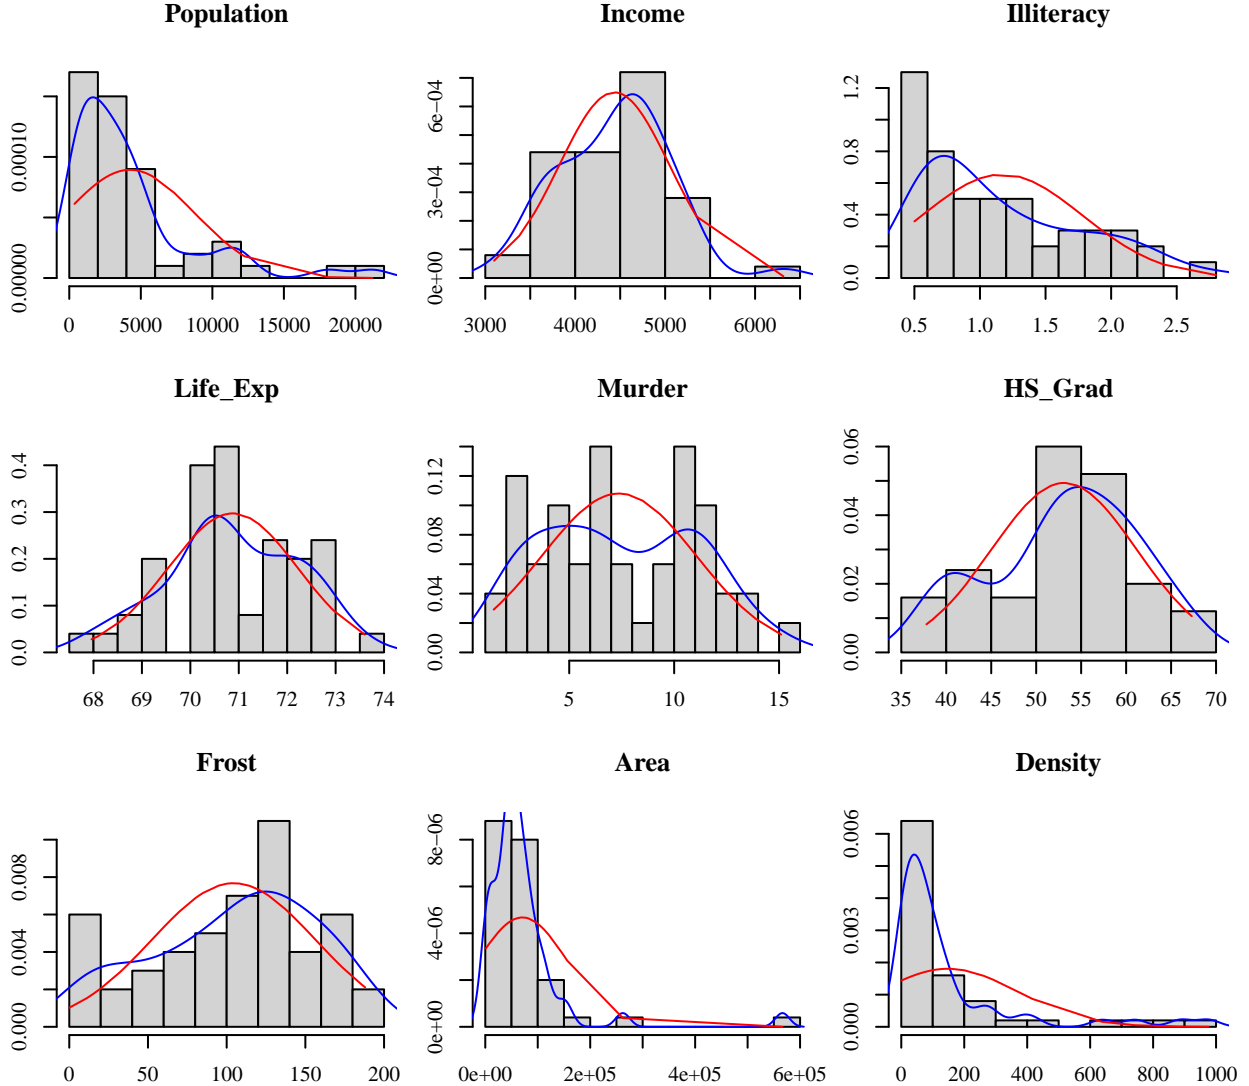 Population Income Illiteracy
0.00000 0.00010
0 5000 10000 15000 20000
0e+00 3e−04 6e−04
3000 4000 5000 6000
0.0 0.4 0.8 1.2
0.5 1.0 1.5 2.0 2.5
Life_Exp Murder HS_Grad
0.0 0.1 0.2 0.3 0.4
68 69 70 71 72 73 74
0.00 0.04 0.08 0.12
5 10 15
0.00 0.02 0.04 0.06
35 40 45 50 55 60 65 70
Frost Area Density
0.000 0.004 0.008
0 50 100 150 200
0e+00 4e−06 8e−06
0e+00 2e+05 4e+05 6e+05
0.000 0.003 0.006
0 200 400 600 800 1000